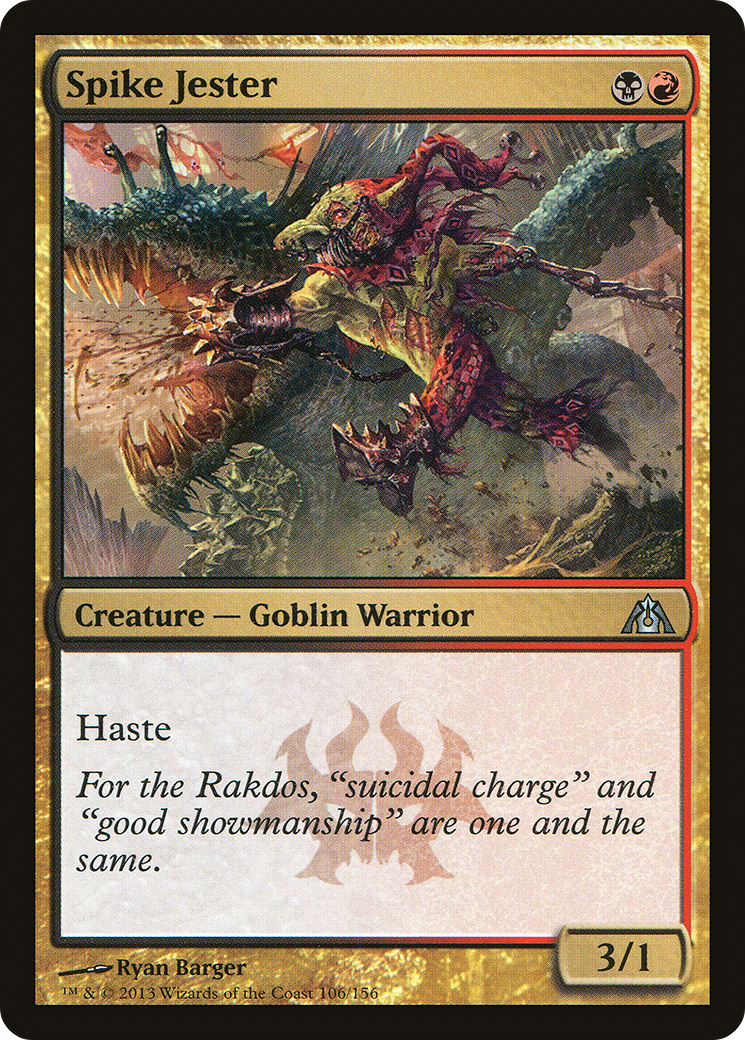 Spike Jester
Creature — Goblin Warrior
Haste
For the Rakdos, “suicidal charge” and
“good showmanship” are one and the
same.
3/1
Ryan Barger
™ & © 2013 Wizards of the Coast 106/156